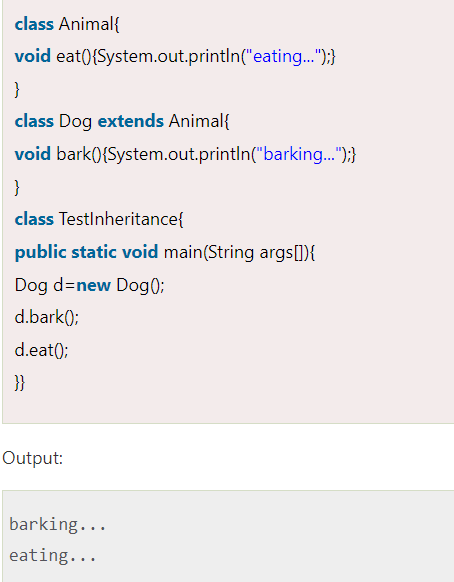 class Animal{
void eat(){System.out.println("eating...");}
}
class Dog extends Animal{
void bark(){System.out.println("barking...");}
}
class TestInheritance{
public static void main(String args[]){
Dog d=new Dog();
d.bark();
d.eat();
}}
Output:
barking...
eating...